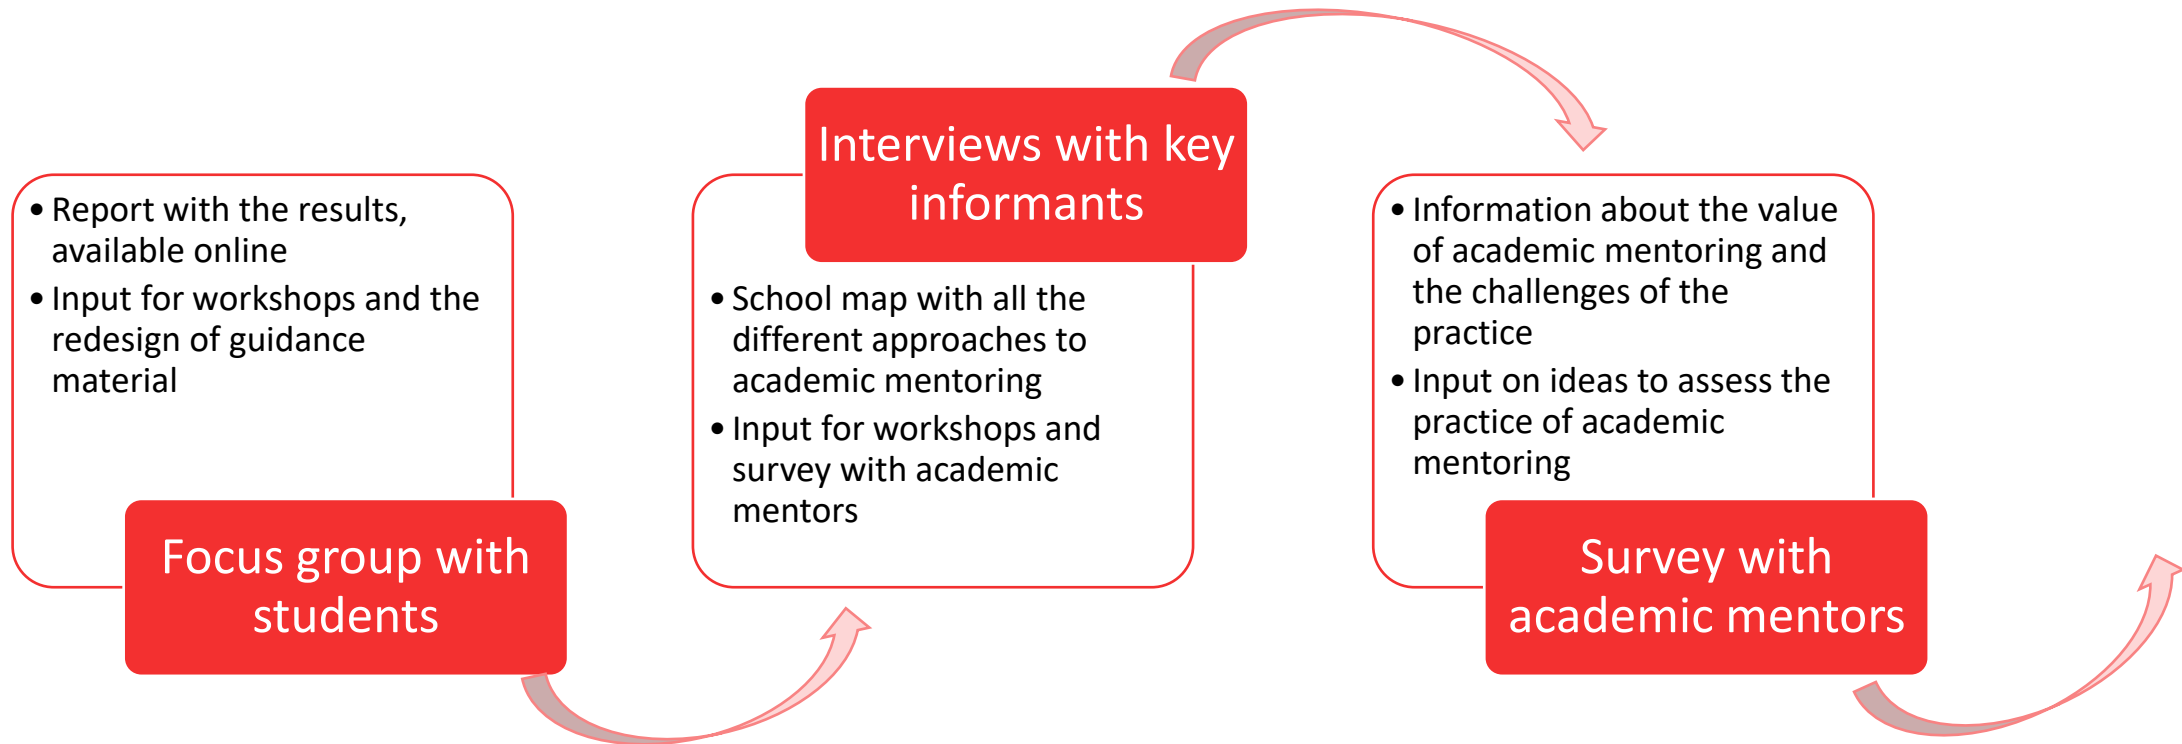 • Report with the results,
available online
• Input for workshops and the
redesign of guidance
material
Focus group with
students
Interviews with key
informants
• School map with all the
different approaches to
academic mentoring
• Input for workshops and
survey with academic
mentors
• Information about the value
of academic mentoring and
the challenges of the
practice
• Input on ideas to assess the
practice of academic
mentoring
Survey with
academic mentors